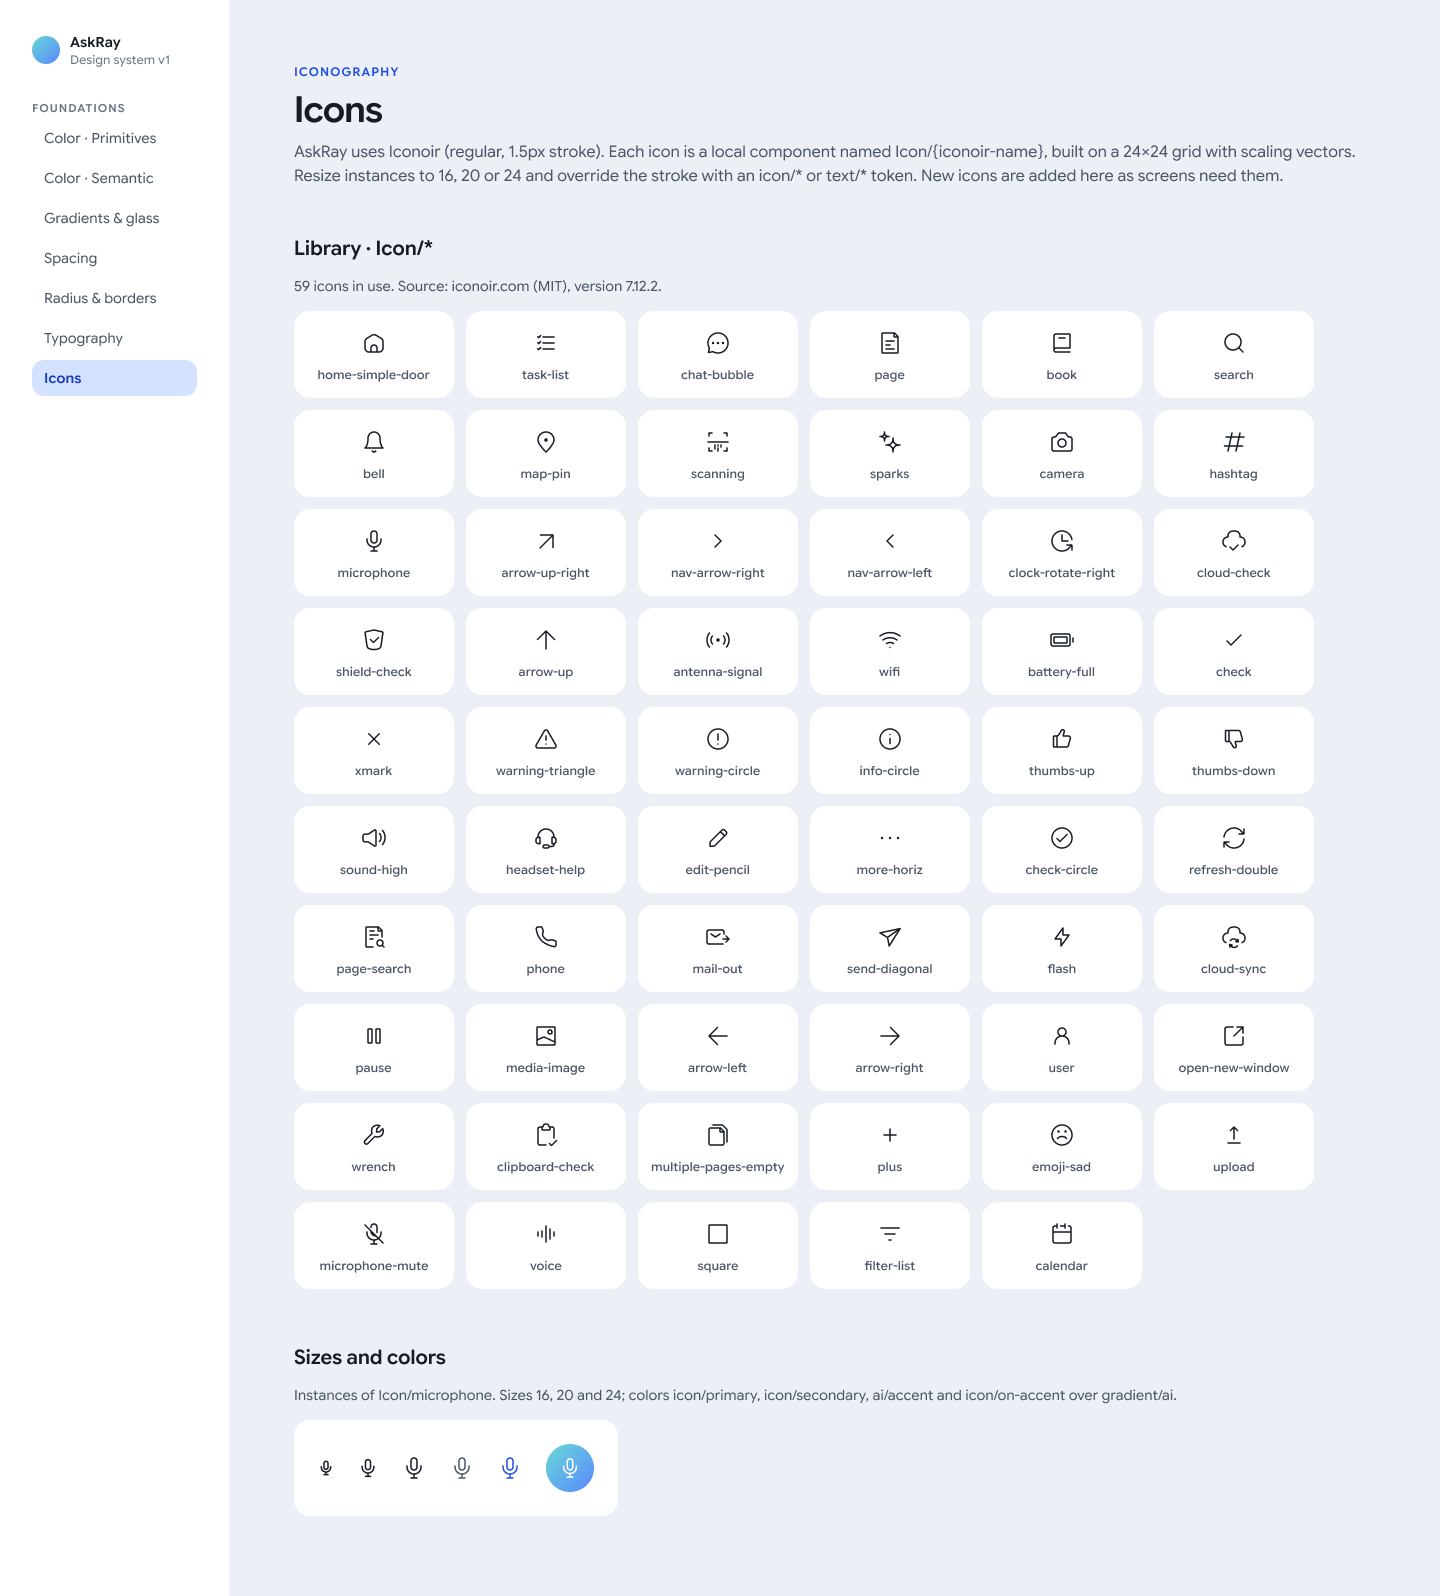 AskRay
Design system v1
FOUNDATIONS
Color · Primitives
Color · Semantic
Gradients & glass
Spacing
Radius & borders
Typography
Icons
ICONOGRAPHY
Icons
AskRay uses Iconoir (regular, 1.5px stroke). Each icon is a local component named Icon/{iconoir-name}, built on a 24×24 grid with scaling vectors.
Resize instances to 16, 20 or 24 and override the stroke with an icon/* or text/* token. New icons are added here as screens need them.
Library · Icon/*
59 icons in use. Source: iconoir.com (MIT), version 7.12.2.
home-simple-door
task-list
chat-bubble
page
book
search
bell
map-pin
scanning
sparks
camera
hashtag
microphone
arrow-up-right
nav-arrow-right
nav-arrow-left
clock-rotate-right
cloud-check
shield-check
arrow-up
antenna-signal
wifi
battery-full
check
xmark
warning-triangle
warning-circle
info-circle
thumbs-up
thumbs-down
sound-high
headset-help
edit-pencil
more-horiz
check-circle
refresh-double
page-search
phone
mail-out
send-diagonal
flash
cloud-sync
pause
media-image
arrow-left
arrow-right
user
open-new-window
wrench
clipboard-check
multiple-pages-empty
plus
emoji-sad
upload
microphone-mute
voice
square
filter-list
calendar
Sizes and colors
Instances of Icon/microphone. Sizes 16, 20 and 24; colors icon/primary, icon/secondary, ai/accent and icon/on-accent over gradient/ai.